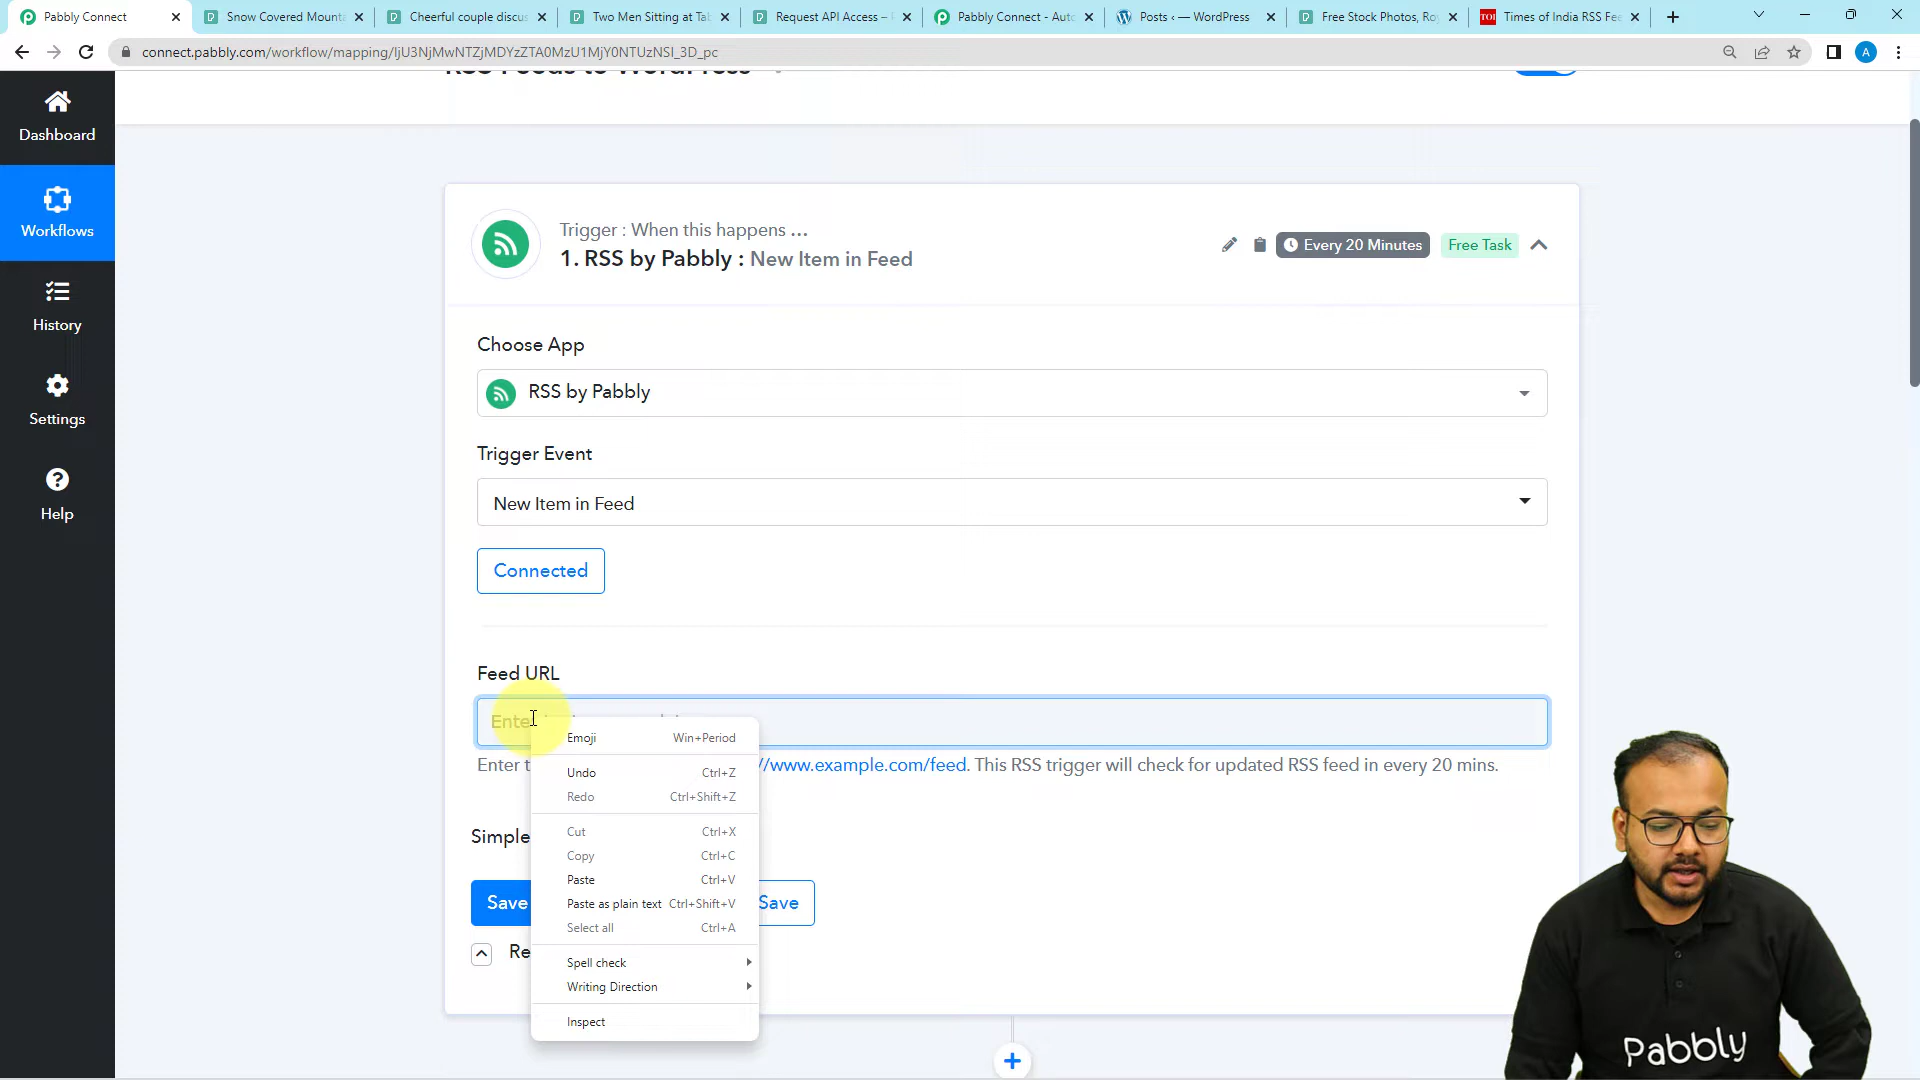 Pabbly Connect
Snow Covered Mounta
Cheerful couple discus
Two Men Sitting at Tab
Request API Access –
Pabbly Connect - Auto
Posts ‹ — WordPress
Free Stock Photos, Ro
TOI Times of India RSS Fee
connect.pabbly.com/workflow/mapping/IjU3NjMwNTZjMDYzZTA0MzU1MjY0NTUzNSI_3D_pc
A
RSS Feeds to WordPress
Dashboard
Workflows
History
Settings
Help
Trigger : When this happens ...
1. RSS by Pabbly : New Item in Feed
Every 20 Minutes
Free Task
Choose App
RSS by Pabbly
Trigger Event
New Item in Feed
Connected
Feed URL
Enter
Enter t //www.example.com/feed. This RSS trigger will check for updated RSS feed in every 20 mins.
Simple
Save Save
Re
Emoji Win+Period
Undo Ctrl+Z
Redo Ctrl+Shift+Z
Cut Ctrl+X
Copy Ctrl+C
Paste Ctrl+V
Paste as plain text Ctrl+Shift+V
Select all Ctrl+A
Spell check
Writing Direction
Inspect
Pabbly